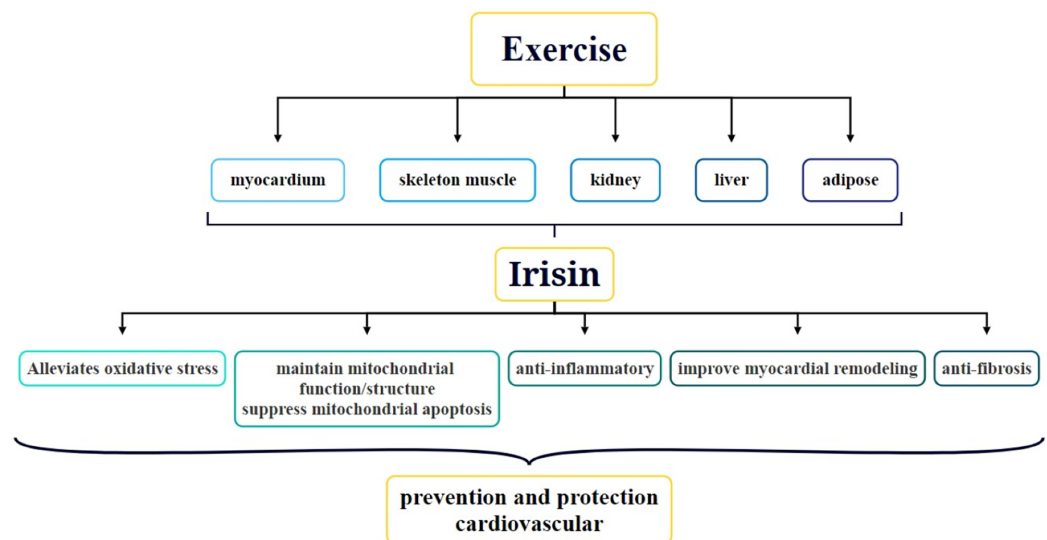 Exercise
myocardium
skeleton muscle
kidney
liver
adipose
Irisin
Alleviates oxidative stress
maintain mitochondrial
function/structure
suppress mitochondrial apoptosis
anti-inflammatory
improve myocardial remodeling
anti-fibrosis
prevention and protection
cardiovascular